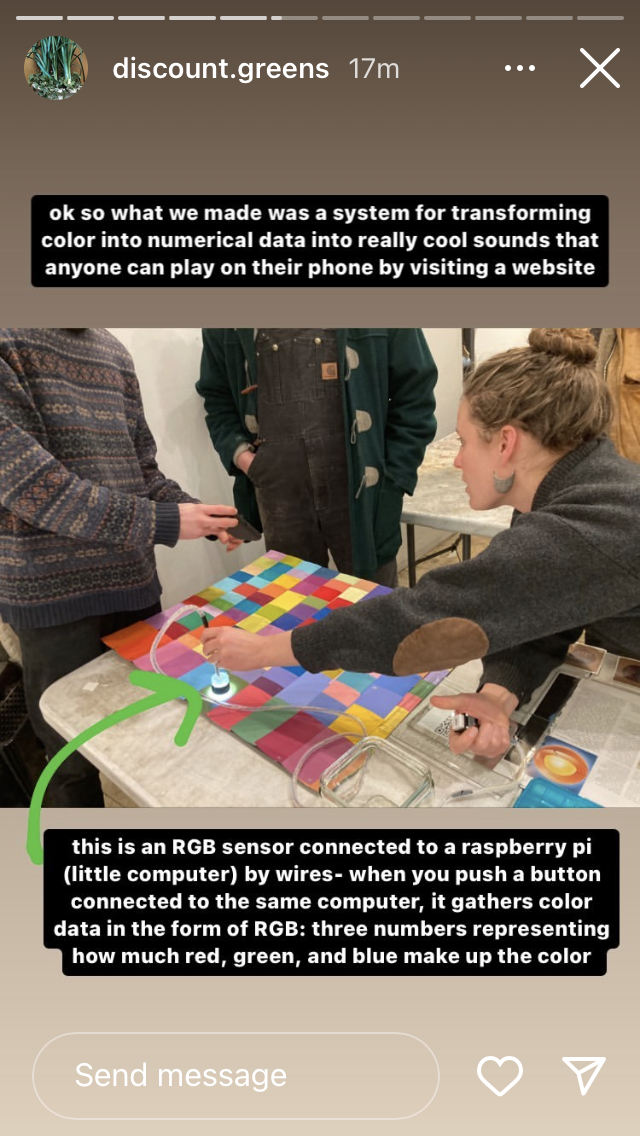 discount.greens 17m
ok so what we made was a system for transforming
color into numerical data into really cool sounds that
anyone can play on their phone by visiting a website
this is an RGB sensor connected to a raspberry pi
(little computer) by wires- when you push a button
connected to the same computer, it gathers color
data in the form of RGB: three numbers representing
how much red, green, and blue make up the color
Send message